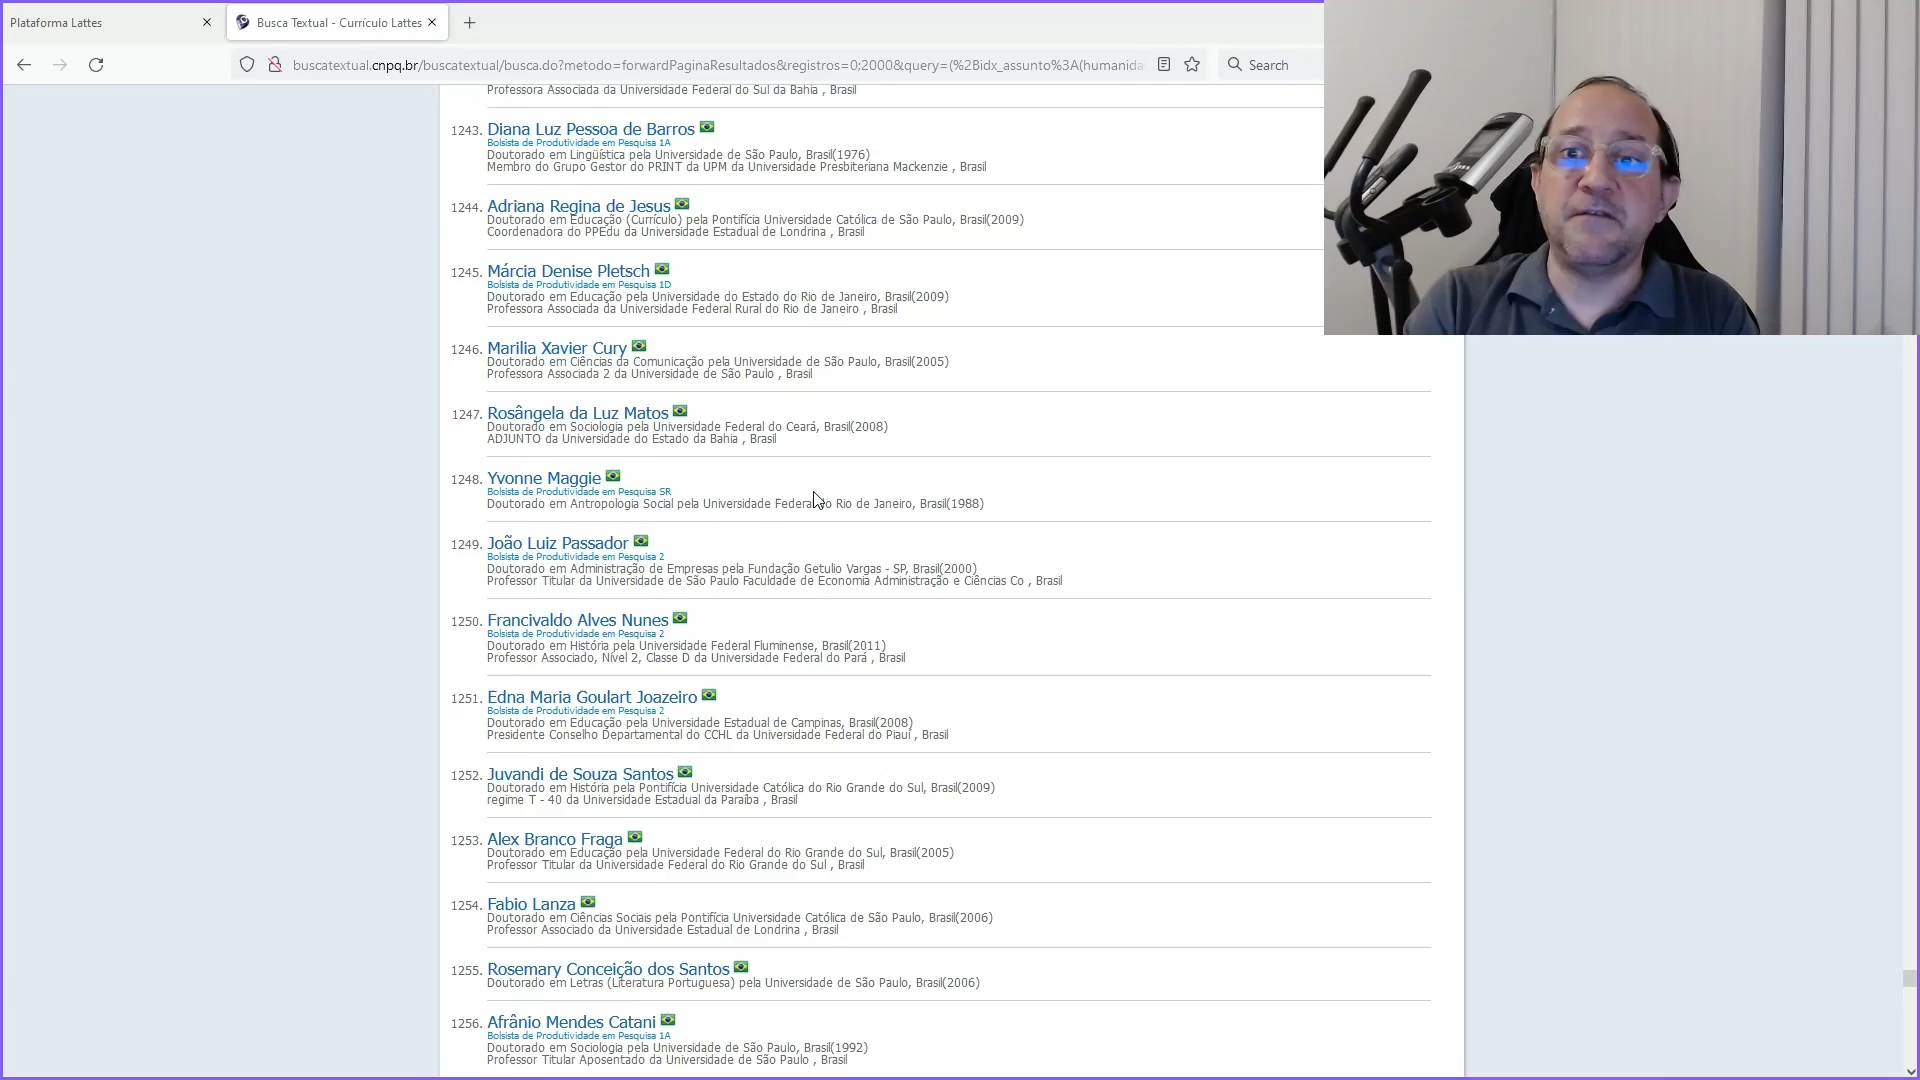 Plataforma Lattes
Busca Textual - Currículo Lattes
buscatextual.cnpq.br/buscatextual/busca.do?metodo=forwardPaginaResultados&registros=0;2000&query=(%2Bidx_assunto%3A(humanida
Search
Professora Associada da Universidade Federal do Sul da Bahia , Brasil
1243. Diana Luz Pessoa de Barros
Bolsista de Produtividade em Pesquisa 1A
Doutorado em Lingüística pela Universidade de São Paulo, Brasil(1976)
Membro do Grupo Gestor do PRINT da UPM da Universidade Presbiteriana Mackenzie , Brasil
1244. Adriana Regina de Jesus
Doutorado em Educação (Currículo) pela Pontifícia Universidade Católica de São Paulo, Brasil(2009)
Coordenadora do PPEdu da Universidade Estadual de Londrina , Brasil
1245. Márcia Denise Pletsch
Bolsista de Produtividade em Pesquisa 1D
Doutorado em Educação pela Universidade do Estado do Rio de Janeiro, Brasil(2009)
Professora Associada da Universidade Federal Rural do Rio de Janeiro , Brasil
1246. Marilia Xavier Cury
Doutorado em Ciências da Comunicação pela Universidade de São Paulo, Brasil(2005)
Professora Associada 2 da Universidade de São Paulo , Brasil
1247. Rosângela da Luz Matos
Doutorado em Sociologia pela Universidade Federal do Ceará, Brasil(2008)
ADJUNTO da Universidade do Estado da Bahia , Brasil
1248. Yvonne Maggie
Bolsista de Produtividade em Pesquisa SR
Doutorado em Antropologia Social pela Universidade Federal do Rio de Janeiro, Brasil(1988)
1249. João Luiz Passador
Bolsista de Produtividade em Pesquisa 2
Doutorado em Administração de Empresas pela Fundação Getulio Vargas - SP, Brasil(2000)
Professor Titular da Universidade de São Paulo Faculdade de Economia Administração e Ciências Co , Brasil
1250. Francivaldo Alves Nunes
Bolsista de Produtividade em Pesquisa 2
Doutorado em História pela Universidade Federal Fluminense, Brasil(2011)
Professor Associado, Nível 2, Classe D da Universidade Federal do Pará , Brasil
1251. Edna Maria Goulart Joazeiro
Bolsista de Produtividade em Pesquisa 2
Doutorado em Educação pela Universidade Estadual de Campinas, Brasil(2008)
Presidente Conselho Departamental do CCHL da Universidade Federal do Piauí , Brasil
1252. Juvandi de Souza Santos
Doutorado em História pela Pontifícia Universidade Católica do Rio Grande do Sul, Brasil(2009)
regime T - 40 da Universidade Estadual da Paraíba , Brasil
1253. Alex Branco Fraga
Doutorado em Educação pela Universidade Federal do Rio Grande do Sul, Brasil(2005)
Professor Titular da Universidade Federal do Rio Grande do Sul , Brasil
1254. Fabio Lanza
Doutorado em Ciências Sociais pela Pontifícia Universidade Católica de São Paulo, Brasil(2006)
Professor Associado da Universidade Estadual de Londrina , Brasil
1255. Rosemary Conceição dos Santos
Doutorado em Letras (Literatura Portuguesa) pela Universidade de São Paulo, Brasil(2006)
1256. Afrânio Mendes Catani
Bolsista de Produtividade em Pesquisa 1A
Doutorado em Sociologia pela Universidade de São Paulo, Brasil(1992)
Professor Titular Aposentado da Universidade de São Paulo , Brasil